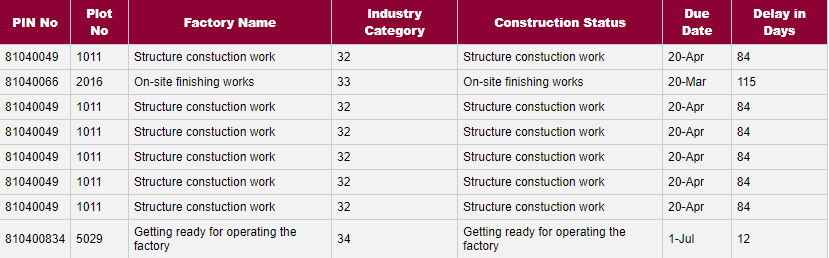 PIN No Plot No Factory Name Industry Category Construction Status Due Date Delay in Days
81040049 1011 Structure constuction work 32 Structure constuction work 20-Apr 84
81040066 2016 On-site finishing works 33 On-site finishing works 20-Mar 115
81040049 1011 Structure constuction work 32 Structure constuction work 20-Apr 84
81040049 1011 Structure constuction work 32 Structure constuction work 20-Apr 84
81040049 1011 Structure constuction work 32 Structure constuction work 20-Apr 84
81040049 1011 Structure constuction work 32 Structure constuction work 20-Apr 84
81040049 1011 Structure constuction work 32 Structure constuction work 20-Apr 84
810400834 5029 Getting ready for operating the factory 34 Getting ready for operating the factory 1-Jul 12